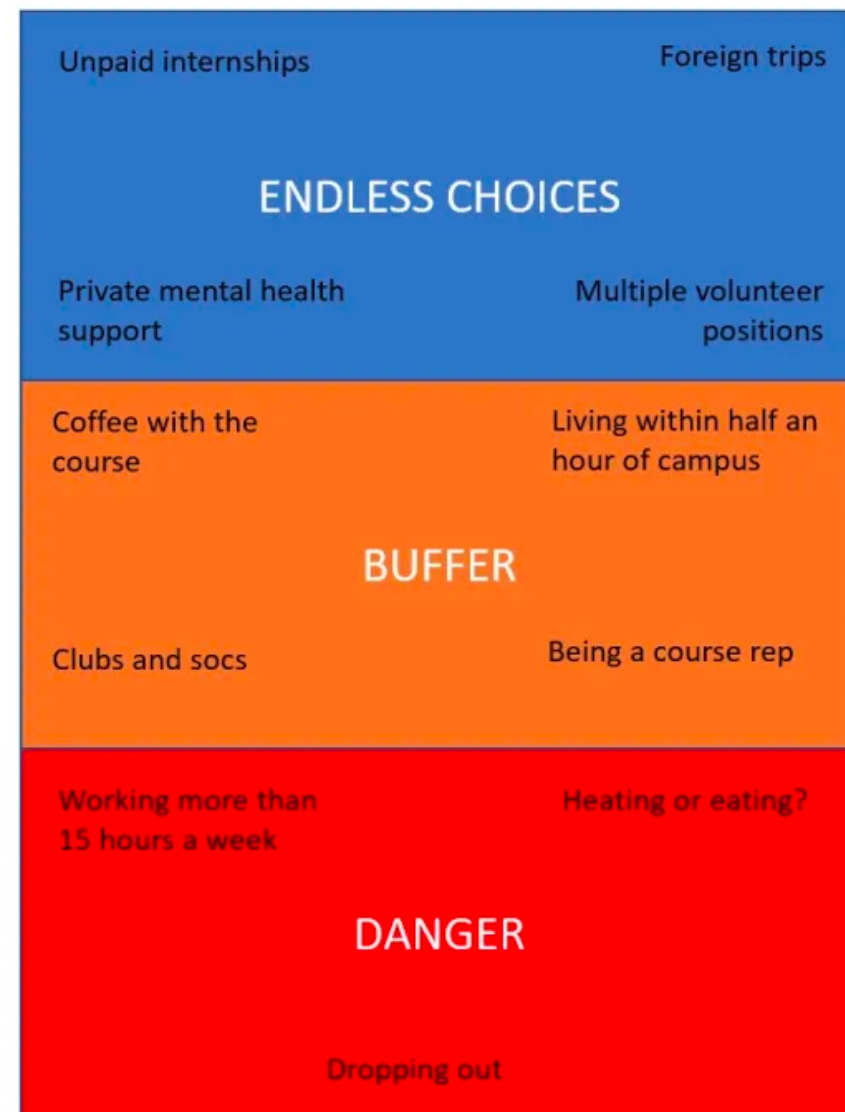 Unpaid internships
Foreign trips
ENDLESS CHOICES
Private mental health
support
Multiple volunteer
positions
Coffee with the
course
Living within half an
hour of campus
BUFFER
Clubs and socs
Being a course rep
Working more than
15 hours a week
Heating or eating?
DANGER
Dropping out